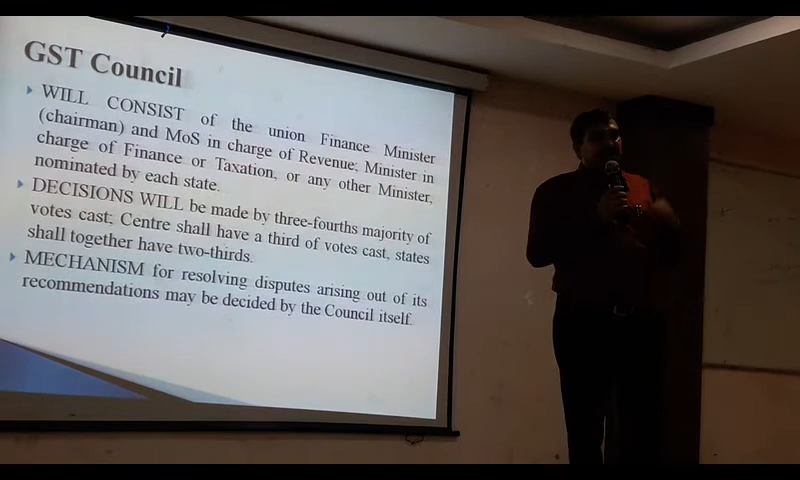 GST Council
WILL CONSIST of the union Finance Minister
(chairman) and MoS in charge of Revenue; Minister in
charge of Finance or Taxation, or any other Minister,
nominated by each state.
DECISIONS WILL be made by three-fourths majority of
votes cast; Centre shall have a third of votes cast, states
shall together have two-thirds.
MECHANISM for resolving disputes arising out of its
recommendations may be decided by the Council itself.